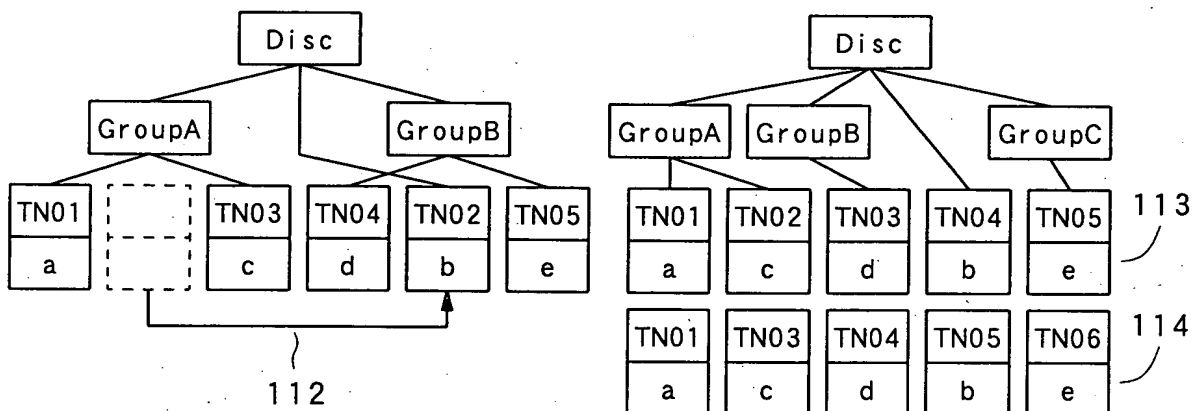 Disc
GroupA GroupB
TN01 TN03 TN04 TN02 TN05
a c d b e
112
Disc
GroupA GroupB GroupC
TN01 TN02 TN03 TN04 TN05
a c d b e
113
TN01 TN03 TN04 TN05 TN06
a c d b e
114